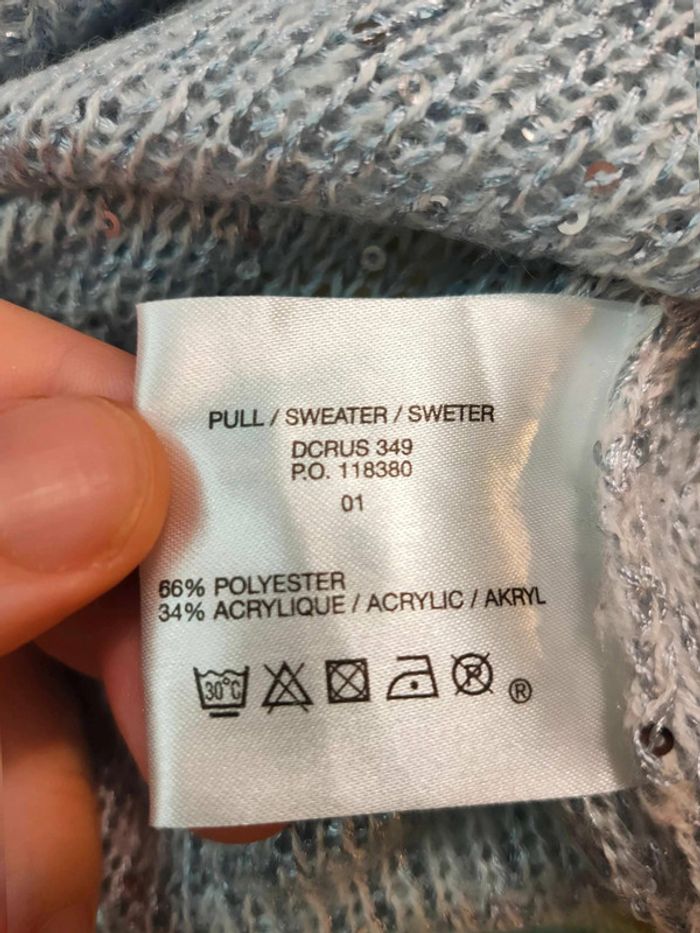 PULL / SWEATER / SWETER
DCRUS 349
P.O. 118380
01
66% POLYESTER
34% ACRYLIQUE / ACRYLIC / AKRYL
30°C P ®